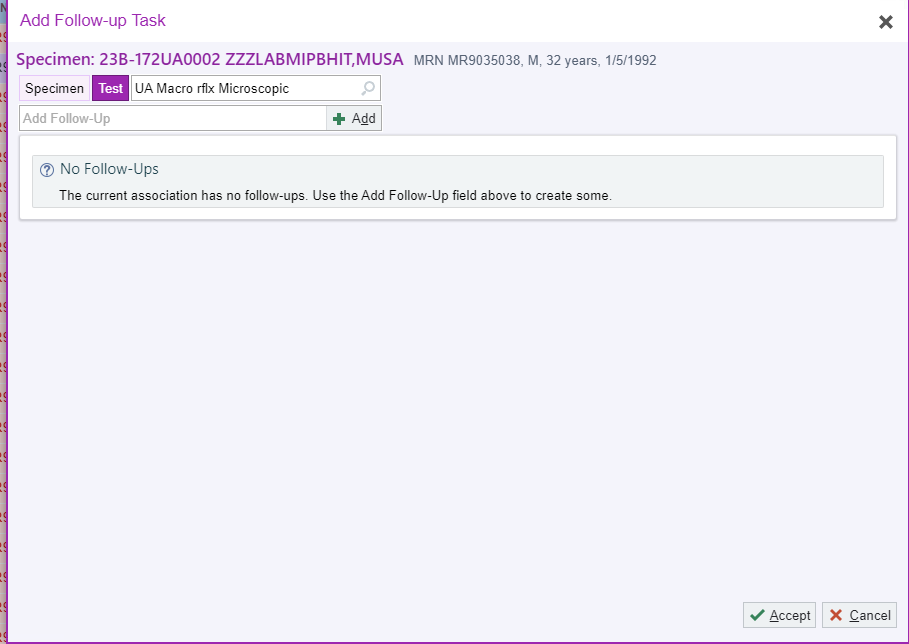 Add Follow-up Task
Specimen: 23B-172UA0002 ZZZLABMIPBHIT,MUSA MRN MR9035038, M, 32 years, 1/5/1992
Specimen Test UA Macro rflx Microscopic
Add Follow-Up Add
No Follow-Ups
The current association has no follow-ups. Use the Add Follow-Up field above to create some.
Accept Cancel